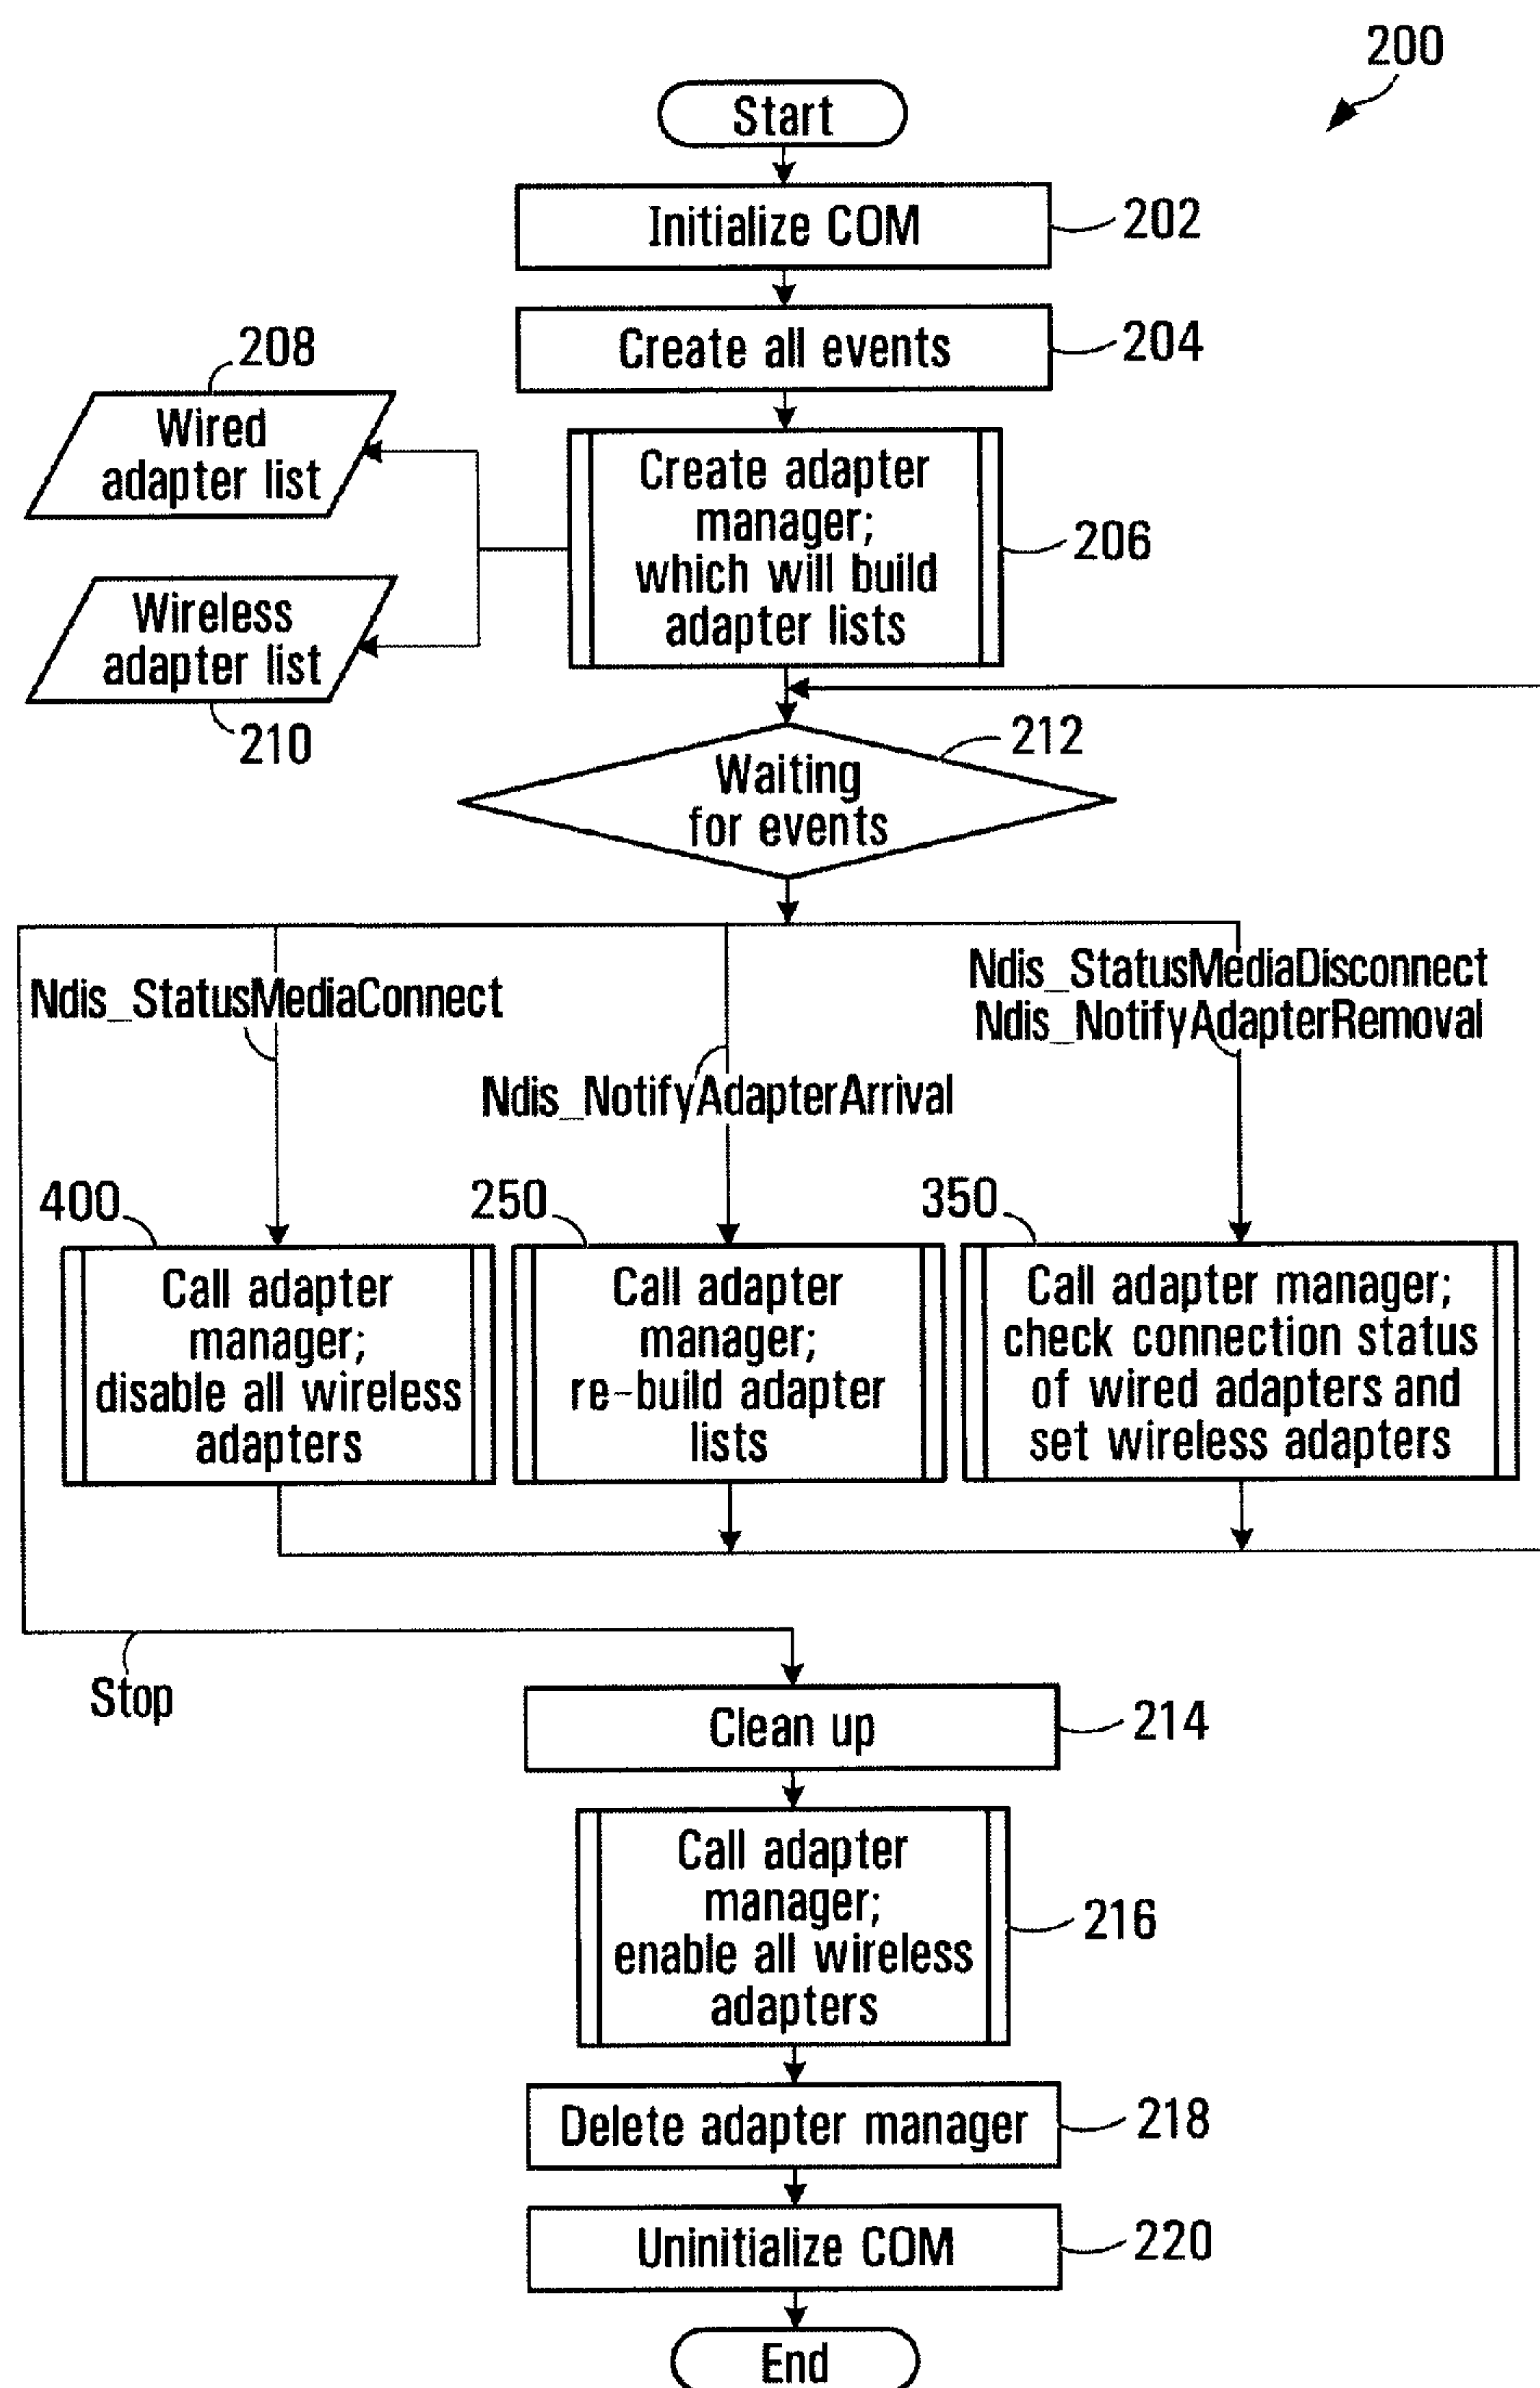 200
Start
Initialize COM
202
Create all events
204
208
Wired
adapter list
Create adapter
manager;
which will build
adapter lists
206
Wireless
adapter list
210
Waiting
for events
212
Ndis_StatusMediaConnect
Ndis_NotifyAdapterArrival
Ndis_StatusMediaDisconnect
Ndis_NotifyAdapterRemoval
400
Call adapter
manager;
disable all wireless
adapters
250
Call adapter
manager;
re-build adapter
lists
350
Call adapter manager;
check connection status
of wired adapters and
set wireless adapters
Stop
Clean up
214
Call adapter
manager;
enable all wireless
adapters
216
Delete adapter manager
218
Uninitialize COM
220
End